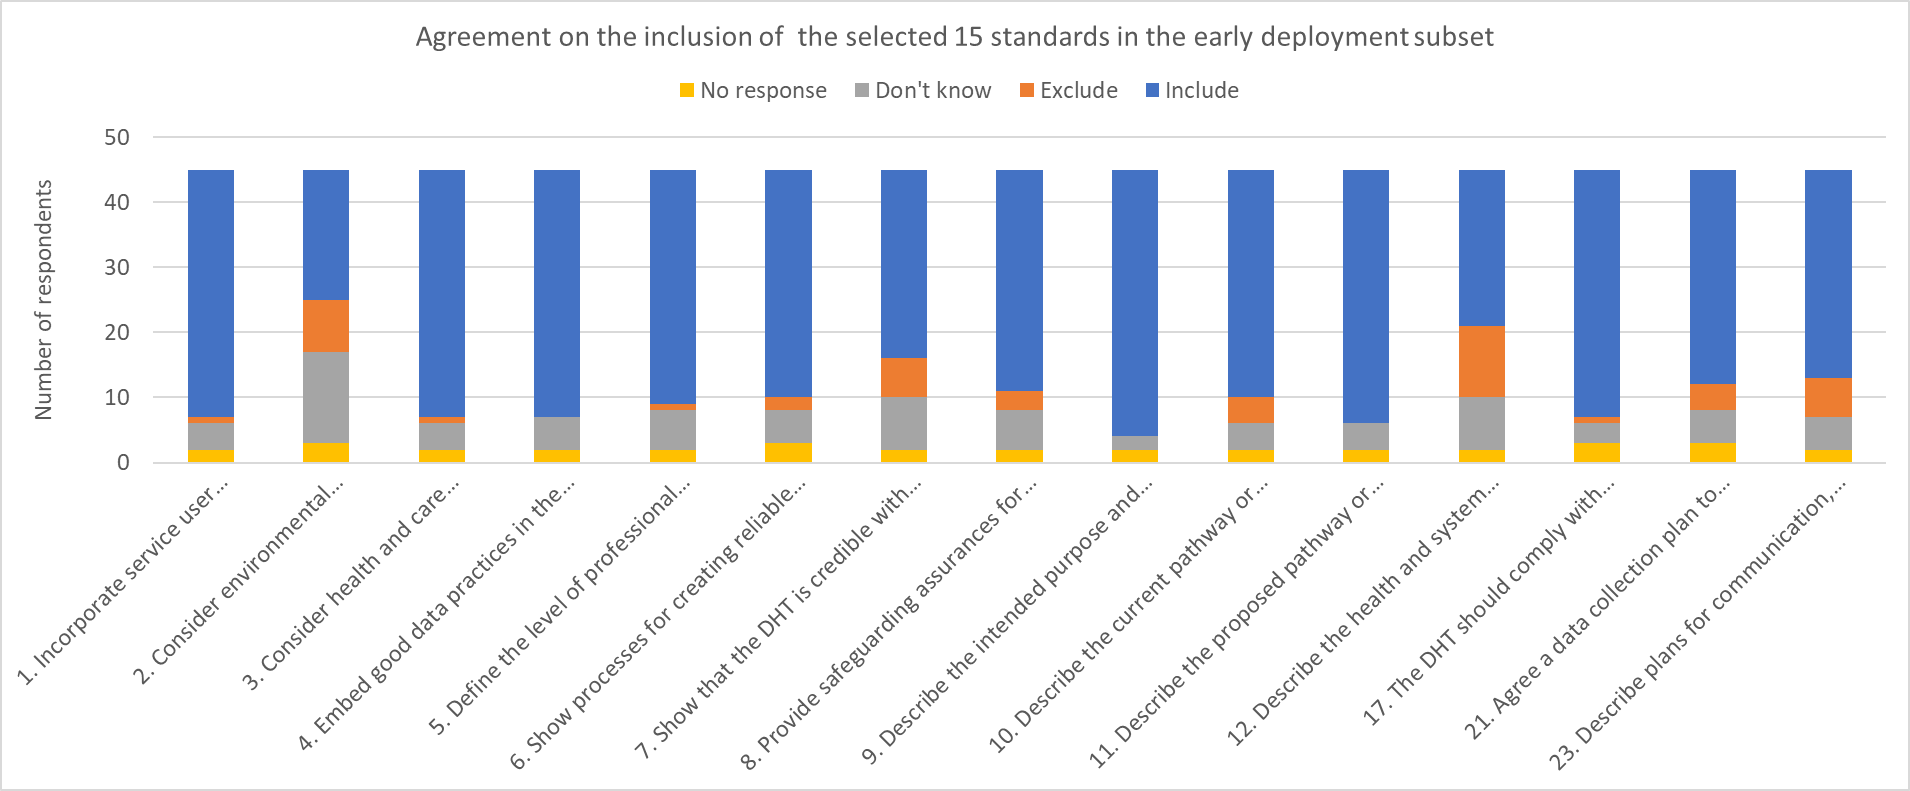 Agreement on the inclusion of  the selected 15 standards in the early deployment subset
No response Don't know Exclude Include
Number of respondents
50
40
30
20
10
0
1. Incorporate service user…
2. Consider environmental…
3. Consider health and care…
4. Embed good data practices in the…
5. Define the level of professional…
6. Show processes for creating reliable…
7. Show that the DHT is credible with…
8. Provide safeguarding assurances for…
9. Describe the intended purpose and…
10. Describe the current pathway or…
11. Describe the proposed pathway or…
12. Describe the health and system…
17. The DHT should comply with…
21. Agree a data collection plan to…
23. Describe plans for communication,…